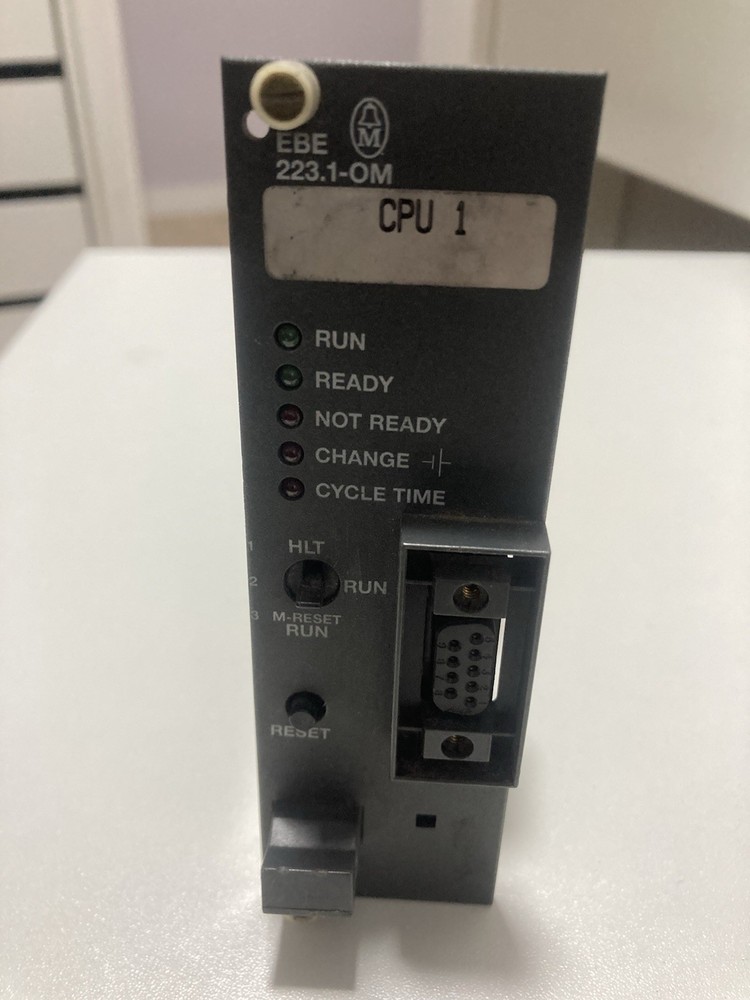 EBE
M
223.1-OM
CPU 1
RUN
READY
NOT READY
CHANGE
CYCLE TIME
1
HLT
2
RUN
3
M-RESET
RUN
RESET